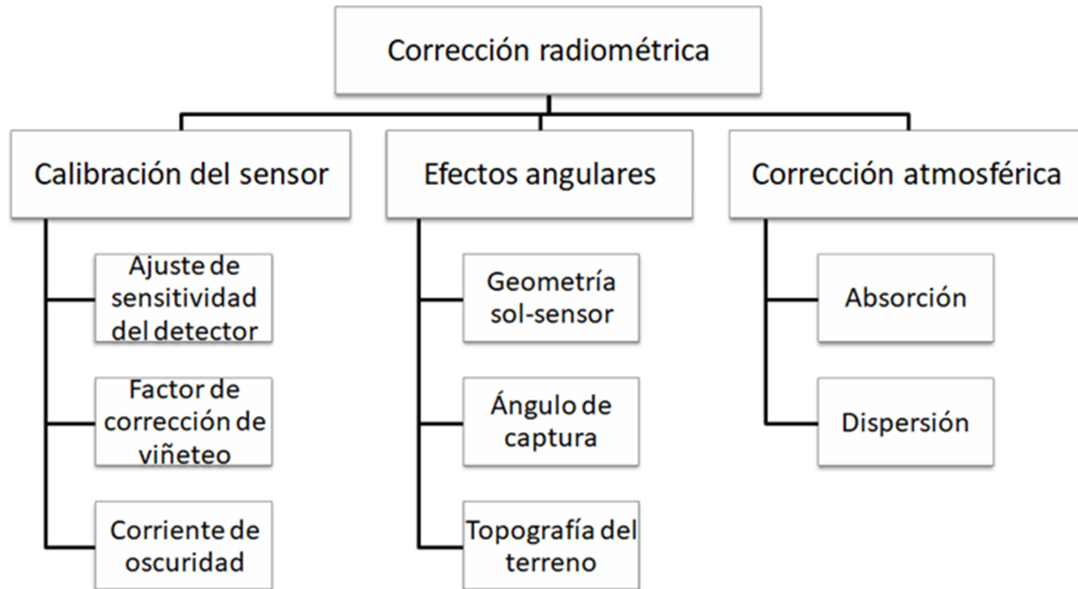 Corrección radiométrica
Calibración del sensor
Ajuste de
sensitividad
del detector
Factor de
corrección de
viñeteo
Corriente de
oscuridad
Efectos angulares
Geometría
sol-sensor
Ángulo de
captura
Topografía del
terreno
Corrección atmosférica
Absorción
Dispersión